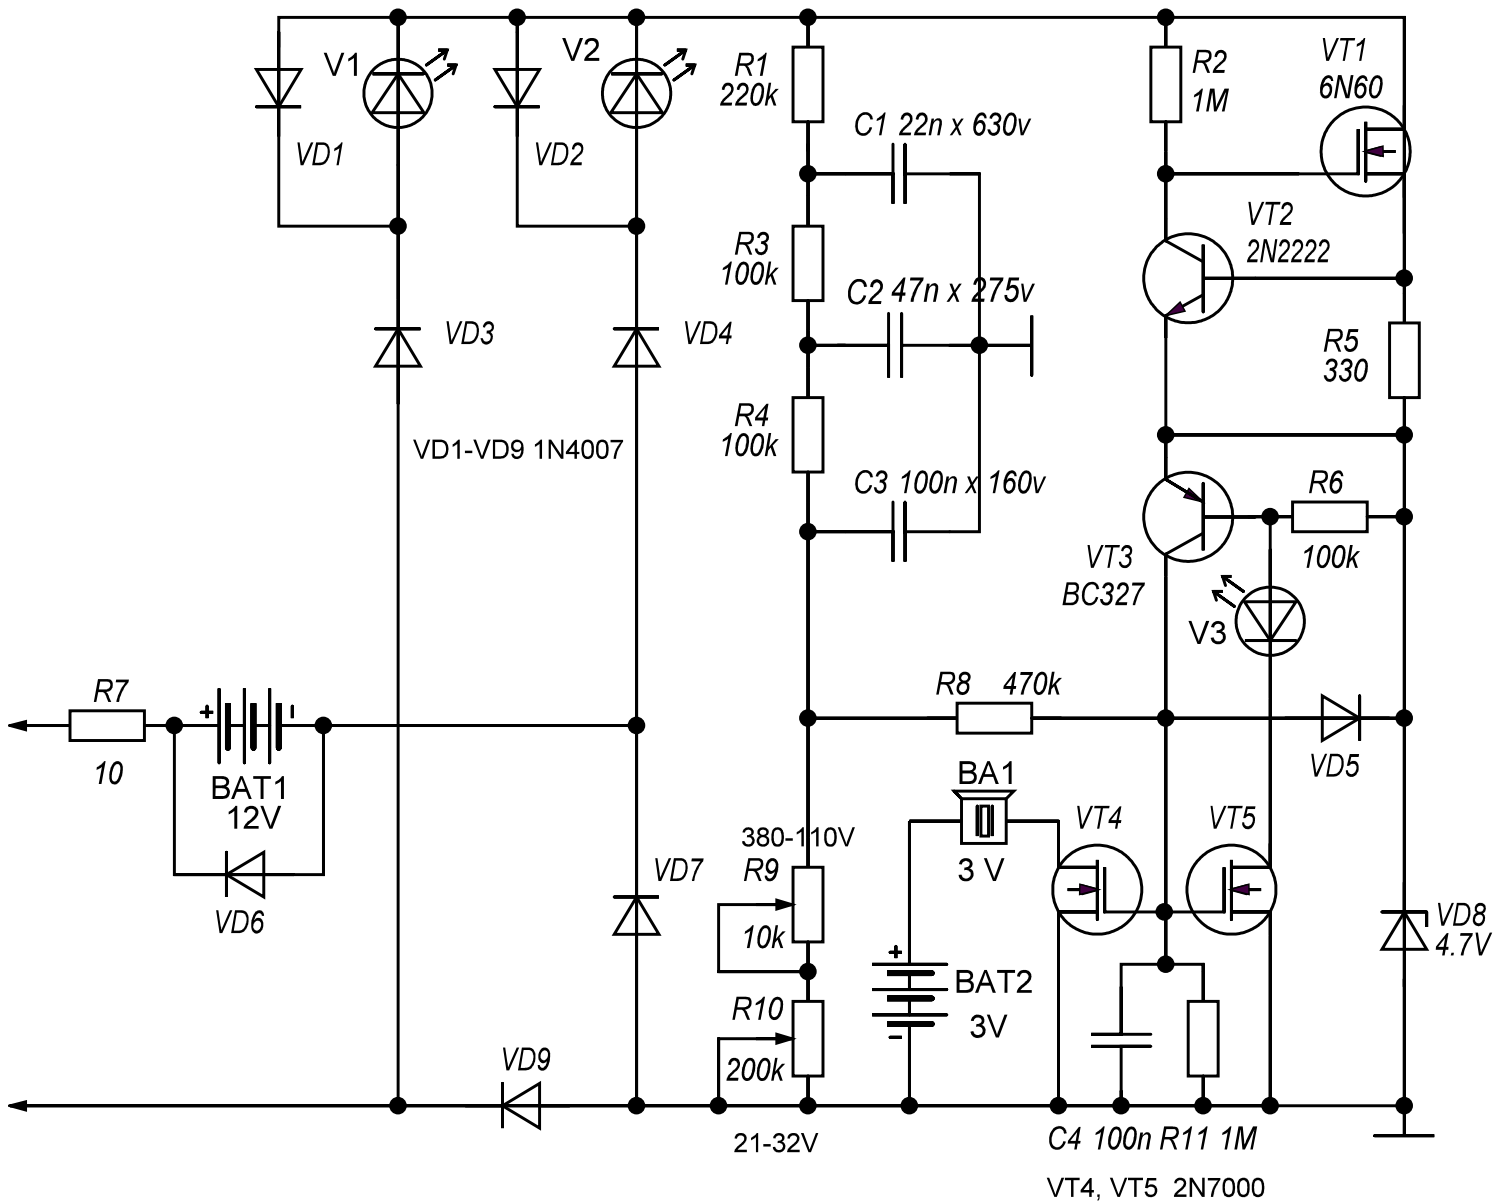 V1
V2
R1
220k
R2
1M
VT1
6N60
C1 22n x 630v
VD1
VD2
VT2
2N2222
R3
100k
C2 47n x 275v
VD3
VD4
R5
330
R4
100k
VD1-VD9 1N4007
C3 100n x 160v
R6
100k
VT3
BC327
V3
R7
10
R8 470k
+
-
BAT1
12V
VD5
BA1
3 V
VT4
VT5
380-110V
R9
10k
VD6
VD7
VD8
4.7V
+
BAT2
3V
-
R10
200k
VD9
21-32V
C4 100n R11 1M
VT4, VT5 2N7000